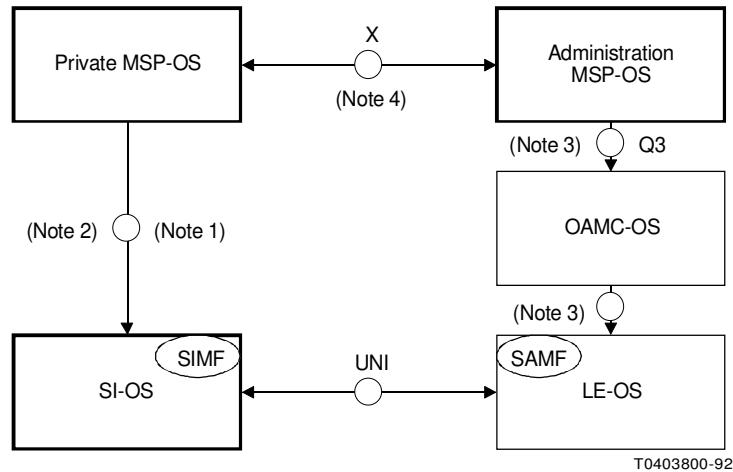 X
Private MSP-OS
Administration
MSP-OS
(Note 4)
(Note 3)
Q3
(Note 2)
(Note 1)
OAMC-OS
(Note 3)
SIMF
UNI
SAMF
SI-OS
LE-OS
T0403800-92